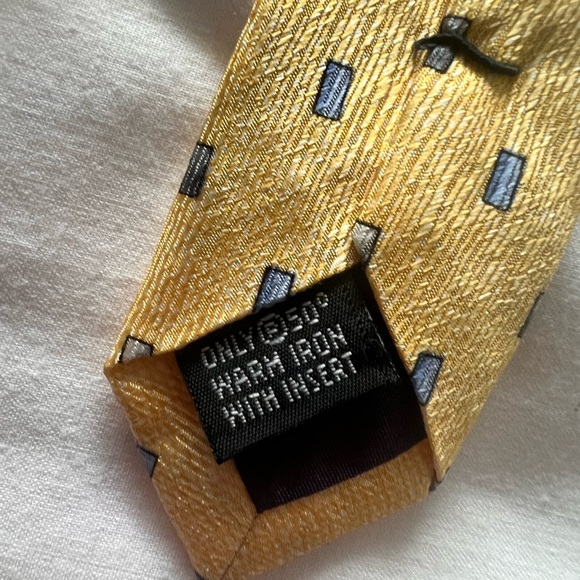 ONLY Ⓑ 50°
WARM IRON
WITH INSERT